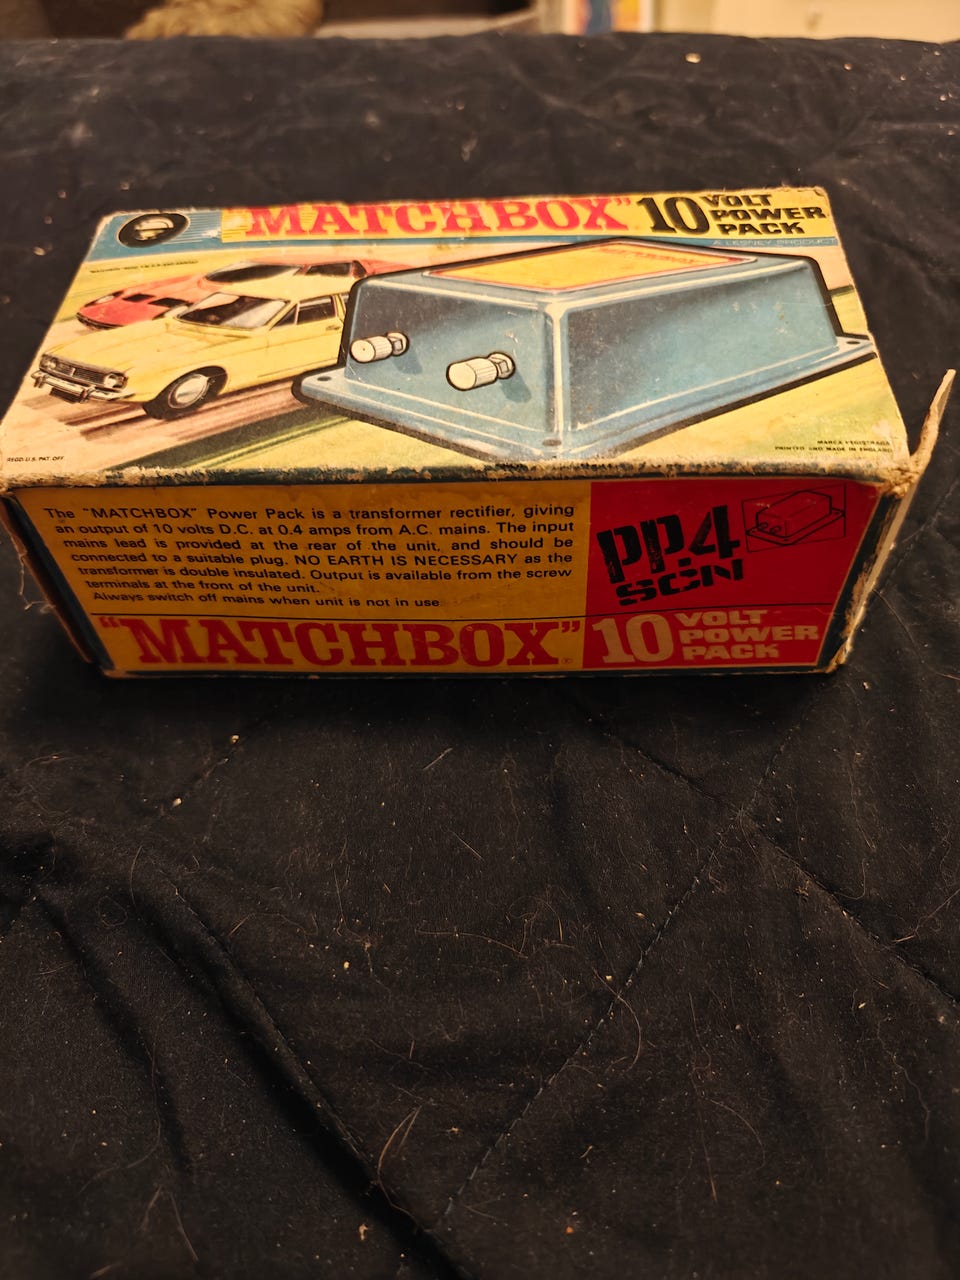 "MATCHBOX" 10 VOLT
POWER
PACK
A LESNEY PRODUCT
MATCHBOX
REGD. U.S. PAT. OFF
MARCA REGISTRADA
PRINTED AND MADE IN ENGLAND
The "MATCHBOX" Power Pack is a transformer rectifier, giving
an output of 10 volts D.C. at 0.4 amps from A.C. mains. The input
mains lead is provided at the rear of the unit, and should be
connected to a suitable plug. NO EARTH IS NECESSARY as the
transformer is double insulated. Output is available from the screw
terminals at the front of the unit.
Always switch off mains when unit is not in use
PP.4
SCN
"MATCHBOX" 10 VOLT
POWER
PACK